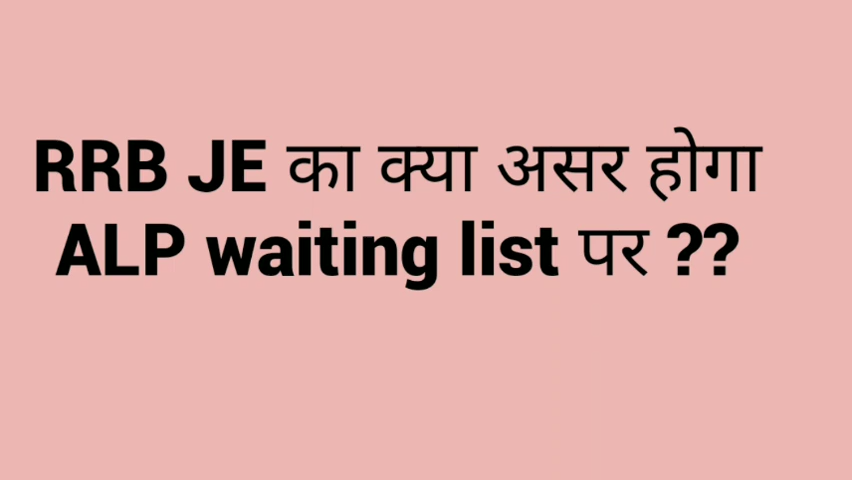 RRB JE का क्या असर होगा
ALP waiting list पर ??